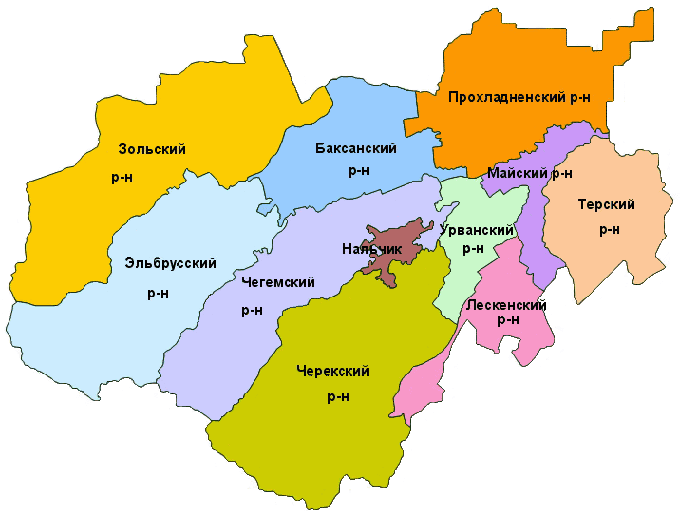 Прохладненский р-н
Зольский
р-н
Баксанский
р-н
Майский р-н
Терский
р-н
Урванский
р-н
Нальчик
Эльбрусский
р-н
Чегемский
р-н
Лескенский
р-н
Черекский
р-н